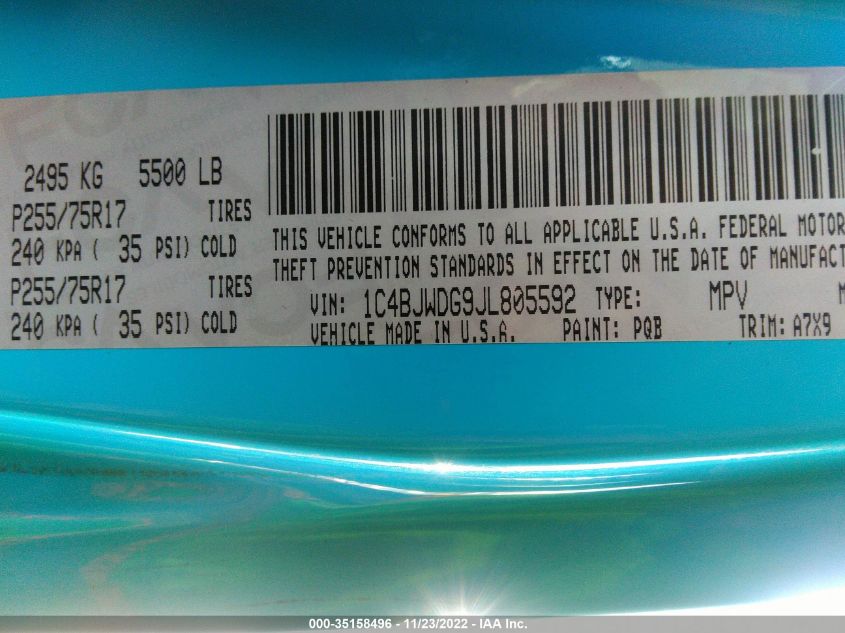 2495 KG 5500 LB
P255/75R17 TIRES
240 KPA ( 35 PSI) COLD
P255/75R17 TIRES
240 KPA ( 35 PSI) COLD
THIS VEHICLE CONFORMS TO ALL APPLICABLE U.S.A. FEDERAL MOTOR
THEFT PREVENTION STANDARDS IN EFFECT ON THE DATE OF MANUFACT
VIN: 1C4BJWDG9JL805592 TYPE: MPV M
VEHICLE MADE IN U.S.A. PAINT: PQB TRIM: A7X9
000-35158496 - 11/23/2022 - IAA Inc.